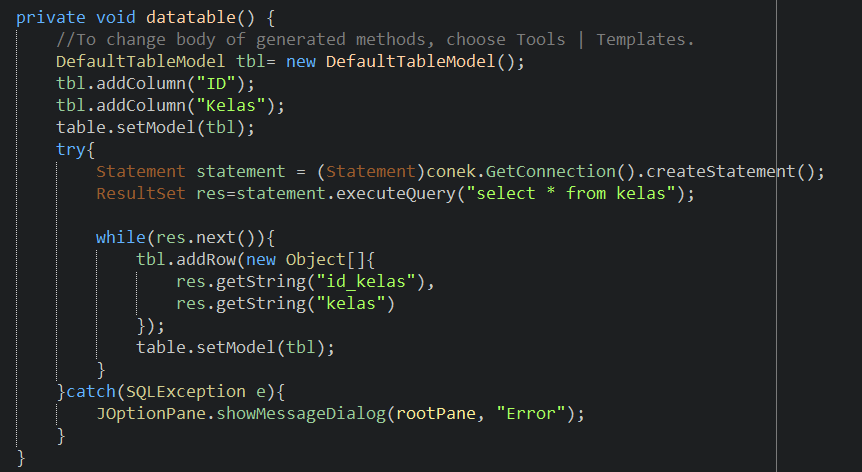 private void datatable() {
    //To change body of generated methods, choose Tools | Templates.
    DefaultTableModel tbl= new DefaultTableModel();
    tbl.addColumn("ID");
    tbl.addColumn("Kelas");
    table.setModel(tbl);
    try{
        Statement statement = (Statement)conek.GetConnection().createStatement();
        ResultSet res=statement.executeQuery("select * from kelas");
        while(res.next()){
            tbl.addRow(new Object[]{
                res.getString("id_kelas"),
                res.getString("kelas")
            });
            table.setModel(tbl);
        }
    }catch(SQLException e){
        JOptionPane.showMessageDialog(rootPane, "Error");
    }
}